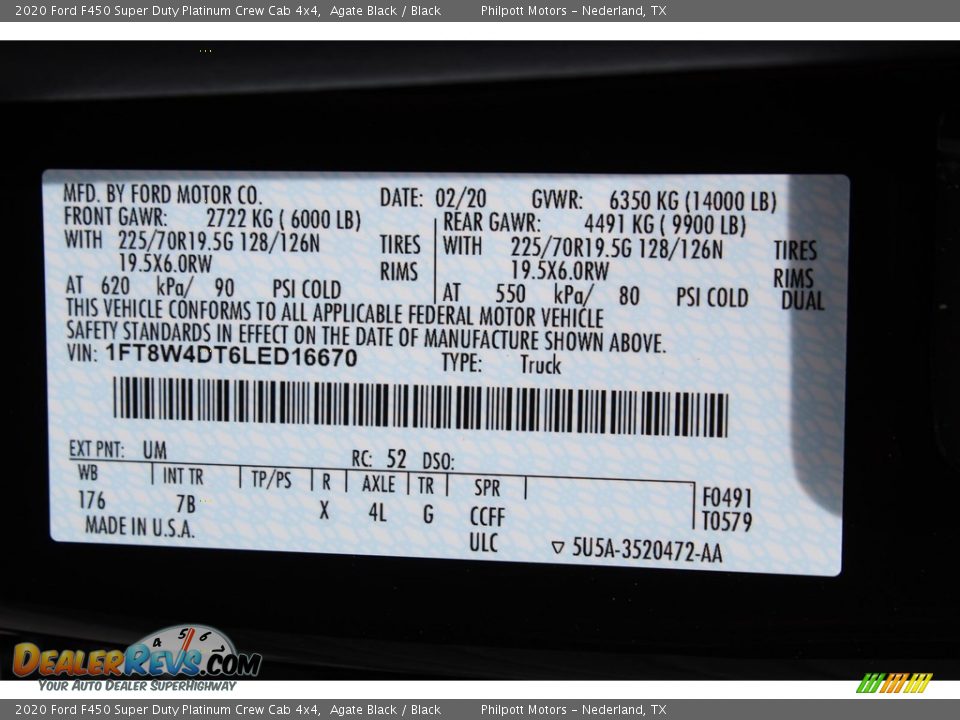 2020 Ford F450 Super Duty Platinum Crew Cab 4x4, Agate Black / Black Philpott Motors - Nederland, TX
MFD. BY FORD MOTOR CO. DATE: 02/20 GVWR: 6350 KG (14000 LB)
FRONT GAWR: 2722 KG ( 6000 LB) REAR GAWR: 4491 KG ( 9900 LB)
WITH 225/70R19.5G 128/126N TIRES WITH 225/70R19.5G 128/126N TIRES
19.5X6.0RW RIMS 19.5X6.0RW RIMS
AT 620 kPa/ 90 PSI COLD AT 550 kPa/ 80 PSI COLD DUAL
THIS VEHICLE CONFORMS TO ALL APPLICABLE FEDERAL MOTOR VEHICLE
SAFETY STANDARDS IN EFFECT ON THE DATE OF MANUFACTURE SHOWN ABOVE.
VIN: 1FT8W4DT6LED16670 TYPE: Truck
EXT PNT: UM RC: 52 DSO:
WB INT TR TP/PS R AXLE TR SPR F0491
176 7B X 4L G CCFF T0579
MADE IN U.S.A. ULC ▽ 5U5A-3520472-AA
4 5 6
DEALERREVS.COM
YOUR AUTO DEALER SUPERHIGHWAY
2020 Ford F450 Super Duty Platinum Crew Cab 4x4, Agate Black / Black Philpott Motors - Nederland, TX